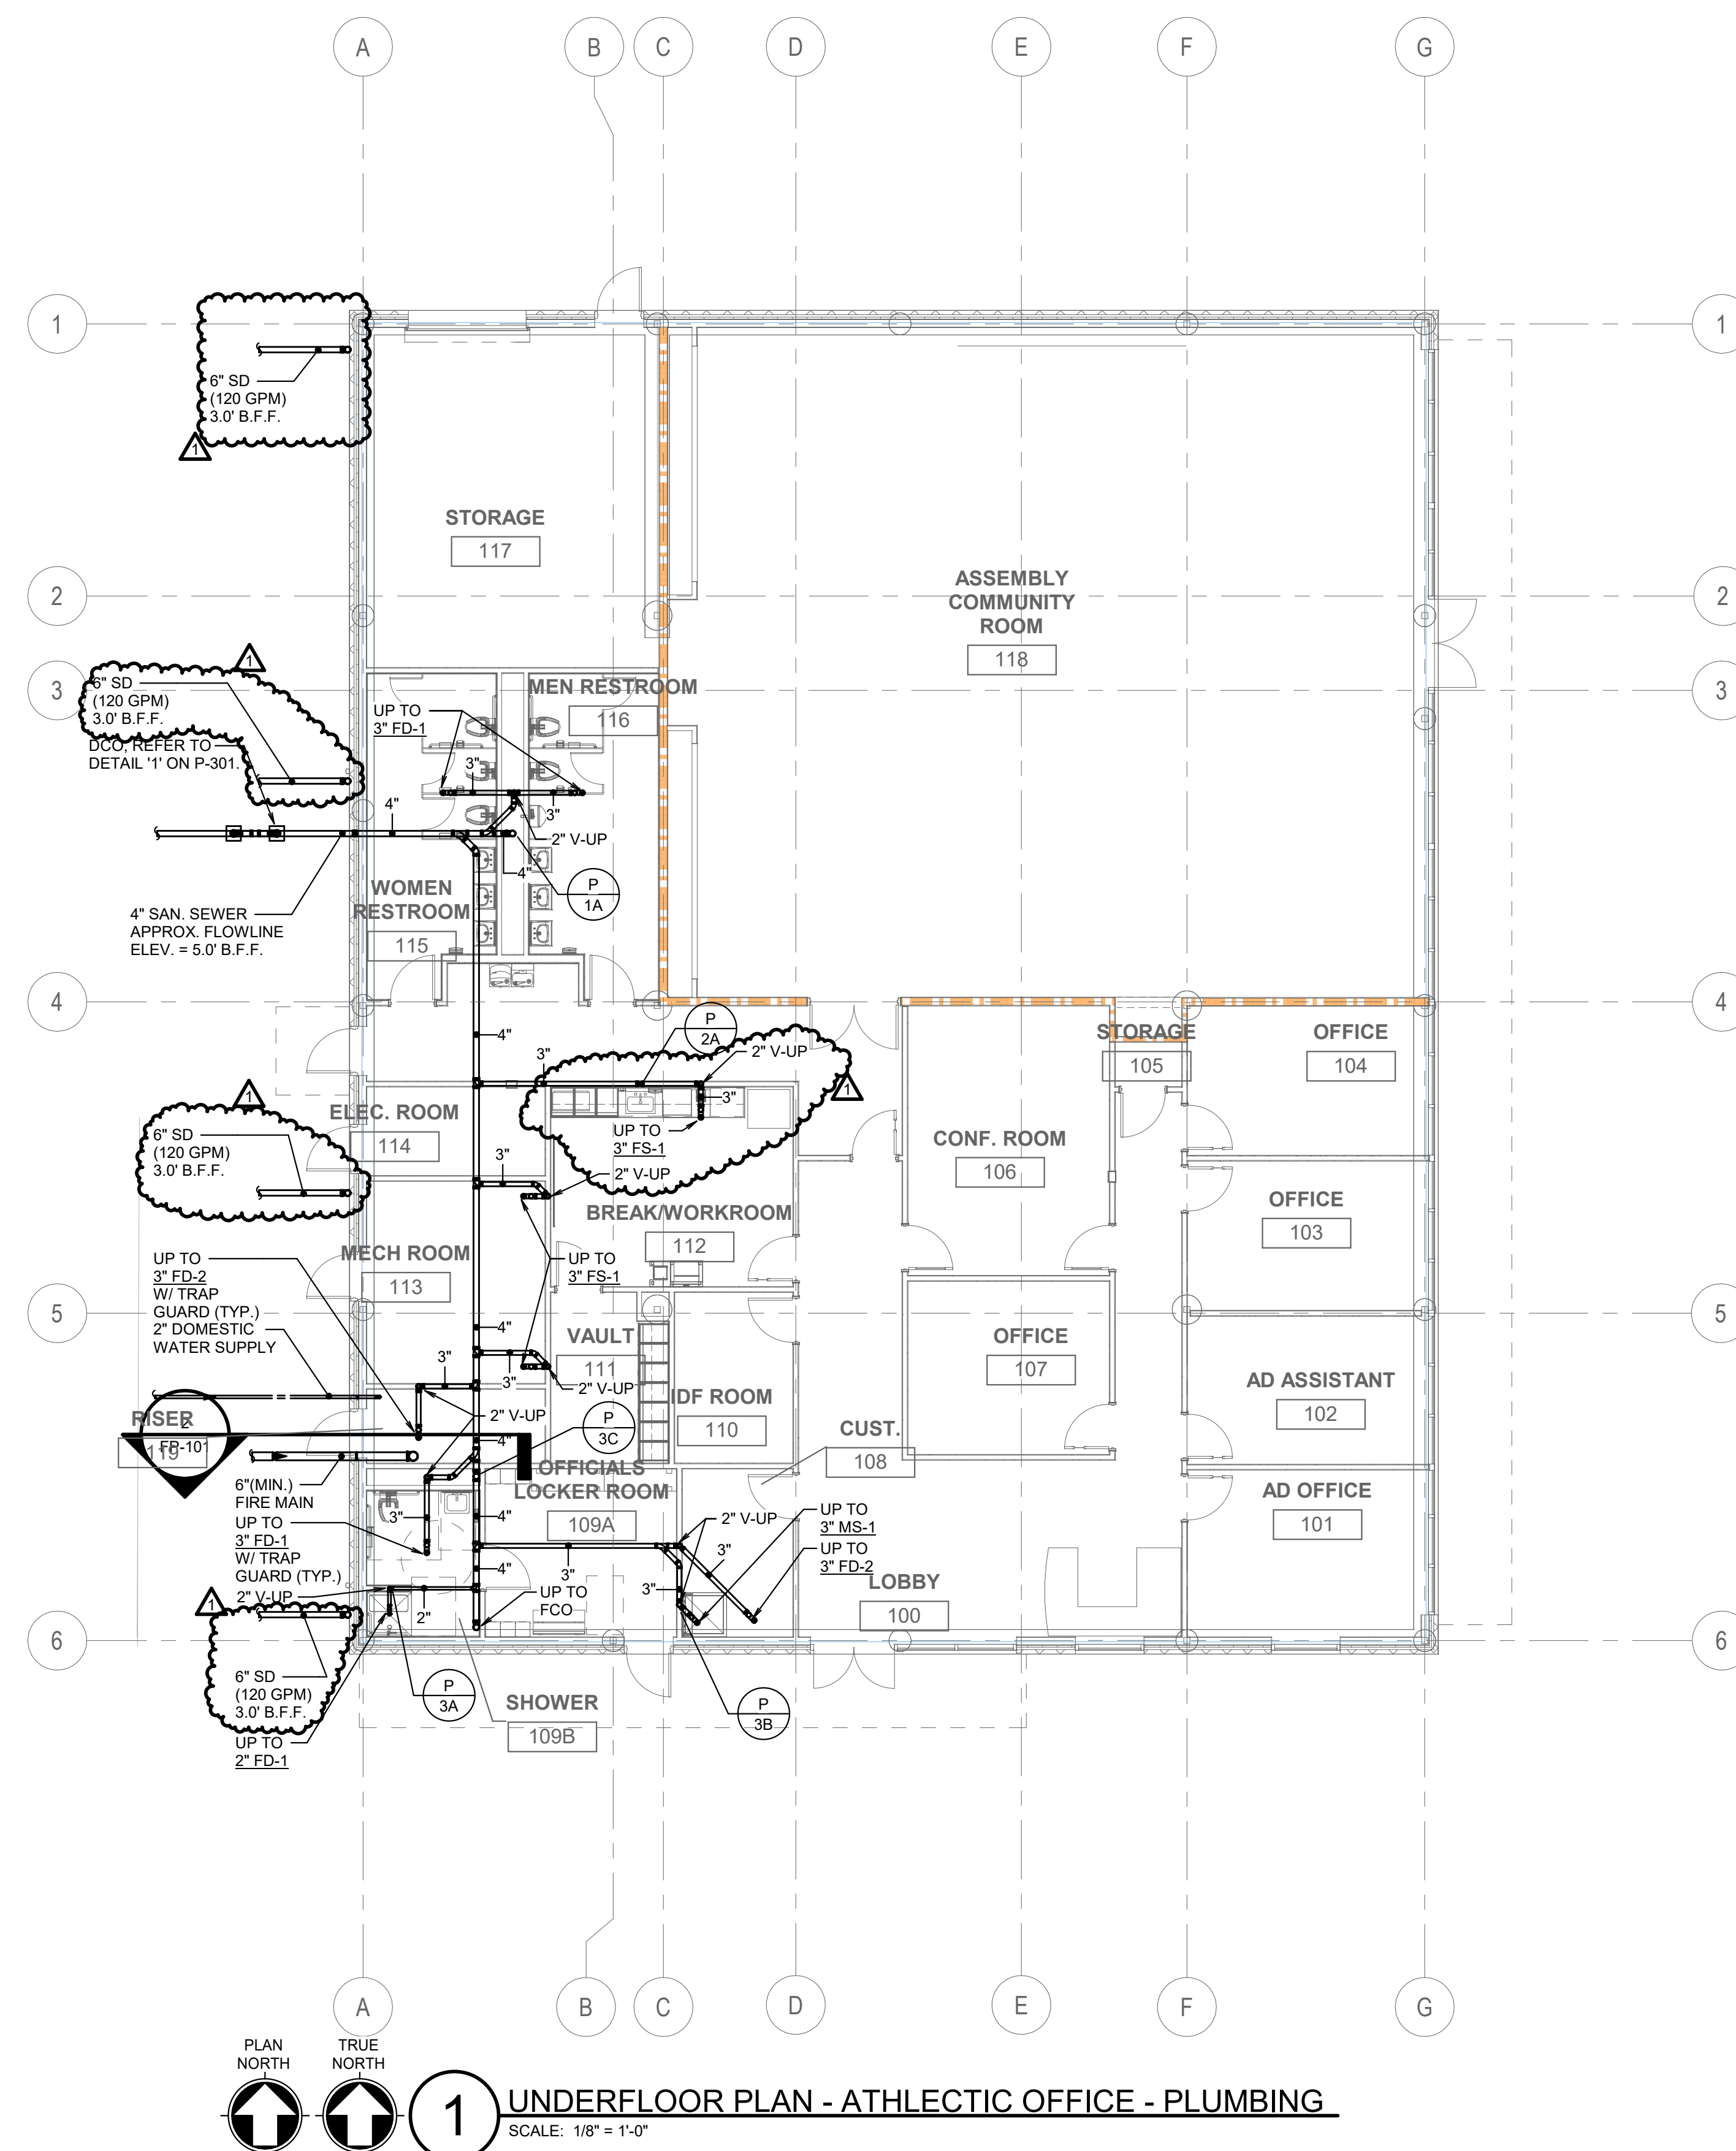 A B C D E F G
1 1
6" SD
(120 GPM)
3.0' B.F.F.
1
STORAGE
117
2 2
ASSEMBLY
COMMUNITY
ROOM
118
1
3 3
6" SD
(120 GPM)
3.0' B.F.F.
DCO, REFER TO
DETAIL '1' ON P-301.
MEN RESTROOM
116
UP TO
3" FD-1
3"
3"
4"
2" V-UP
4"
P
1A
WOMEN
RESTROOM
115
4" SAN. SEWER
APPROX. FLOWLINE
ELEV. = 5.0' B.F.F.
4 4
4"
P
2A
3"
2" V-UP
3"
1
UP TO
3" FS-1
STORAGE
105
OFFICE
104
1
6" SD
(120 GPM)
3.0' B.F.F.
ELEC. ROOM
114
3"
2" V-UP
CONF. ROOM
106
BREAK/WORKROOM
112
OFFICE
103
UP TO
3" FD-2
W/ TRAP
GUARD (TYP.)
2" DOMESTIC
WATER SUPPLY
MECH ROOM
113
UP TO
3" FS-1
5 5
4"
VAULT
111
3"
3"
2" V-UP
OFFICE
107
AD ASSISTANT
102
IDF ROOM
110
2" V-UP
P
3C
4"
RISER
119
2
FP-101
CUST.
108
6"(MIN.)
FIRE MAIN
UP TO
3" FD-1
W/ TRAP
GUARD (TYP.)
2" V-UP
OFFICIALS
LOCKER ROOM
109A
AD OFFICE
101
3"
4"
2" V-UP
UP TO
3" MS-1
UP TO
3" FD-2
3"
3"
3"
4"
2"
UP TO
FCO
LOBBY
100
1
6 6
6" SD
(120 GPM)
3.0' B.F.F.
UP TO
2" FD-1
P
3A
SHOWER
109B
P
3B
A B C D E F G
PLAN
NORTH
TRUE
NORTH
1
UNDERFLOOR PLAN - ATHLECTIC OFFICE - PLUMBING
SCALE: 1/8" = 1'-0"